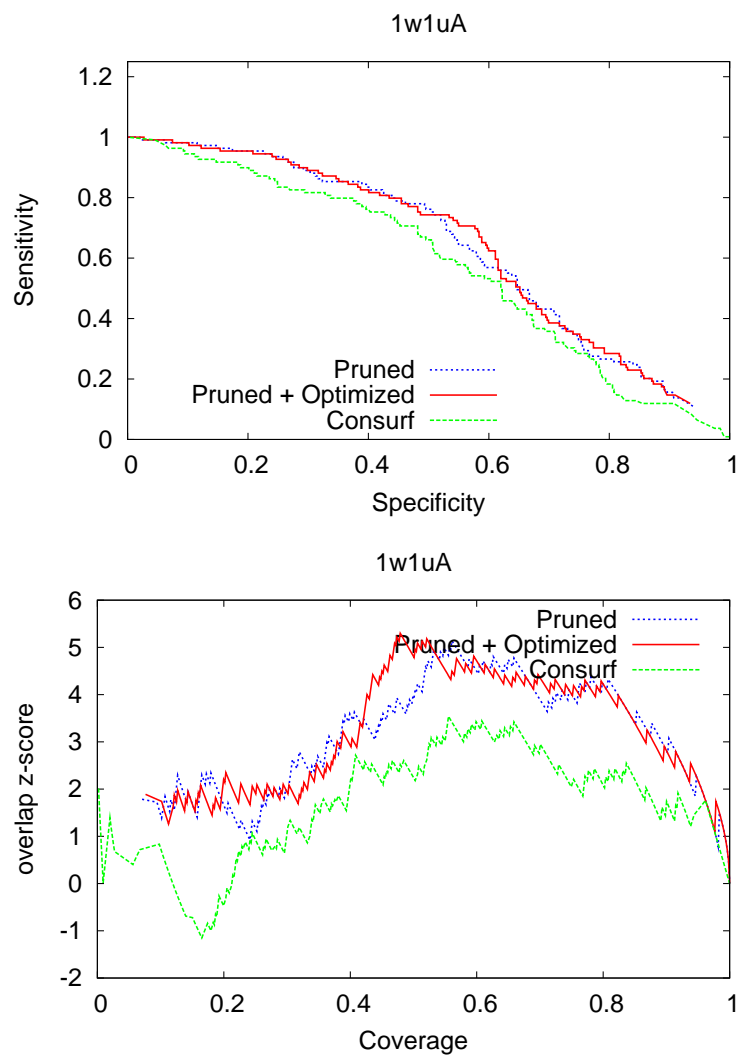 1w1uA
1.2
1
0.8
0.6
0.4
0.2
0
Sensitivity
Pruned
Pruned + Optimized
Consurf
0 0.2 0.4 0.6 0.8 1
Specificity
1w1uA
6
5
4
3
2
1
0
-1
-2
overlap z-score
Pruned
Pruned + Optimized
Consurf
0 0.2 0.4 0.6 0.8 1
Coverage